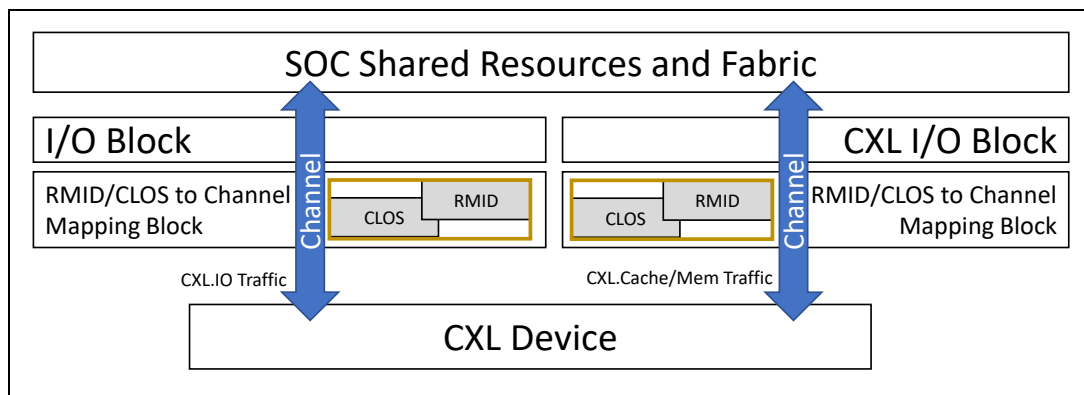 SOC Shared Resources and Fabric
I/O Block
CXL I/O Block
RMID/CLOS to Channel
Mapping Block
CLOS
RMID
Channel
CLOS
RMID
Channel
RMID/CLOS to Channel
Mapping Block
CXL.IO Traffic
CXL.Cache/Mem Traffic
CXL Device